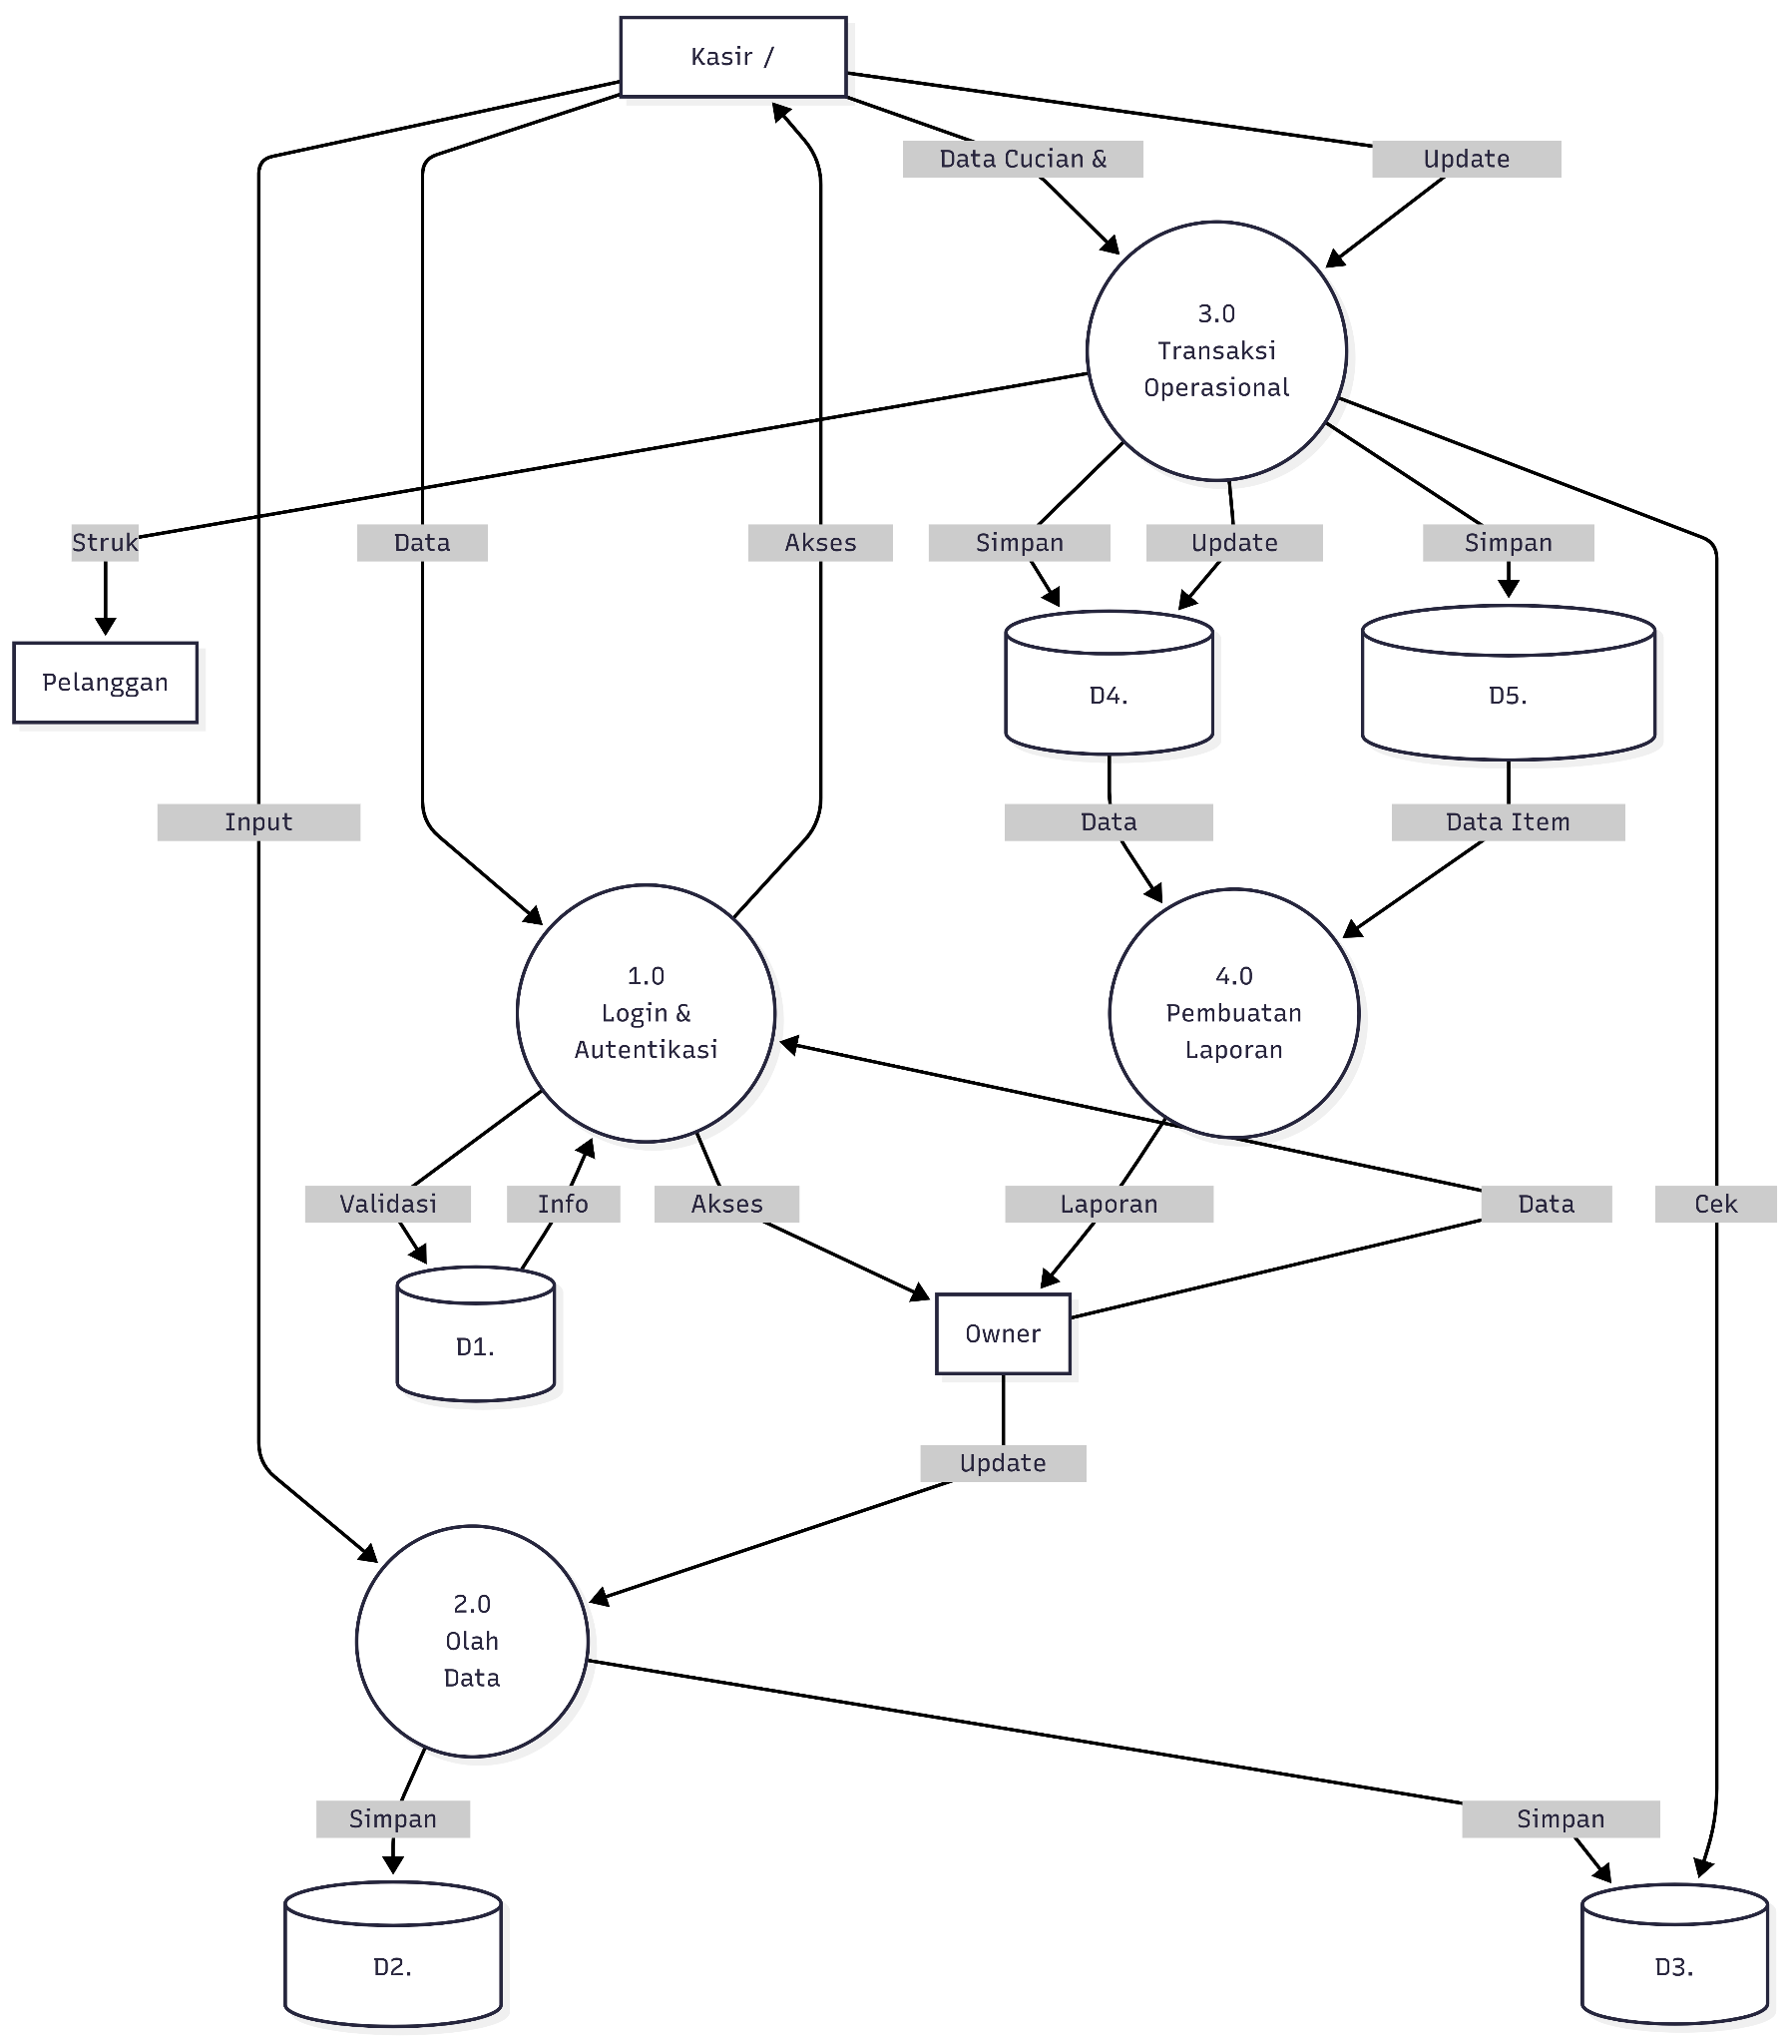 Kasir /
Data Cucian &
Update
3.0
Transaksi
Operasional
Struk
Data
Akses
Simpan
Update
Simpan
Pelanggan
D4.
D5.
Input
Data
Data Item
1.0
Login &
Autentikasi
4.0
Pembuatan
Laporan
Validasi
Info
Akses
Laporan
Data
Cek
D1.
Owner
Update
2.0
Olah
Data
Simpan
Simpan
D2.
D3.